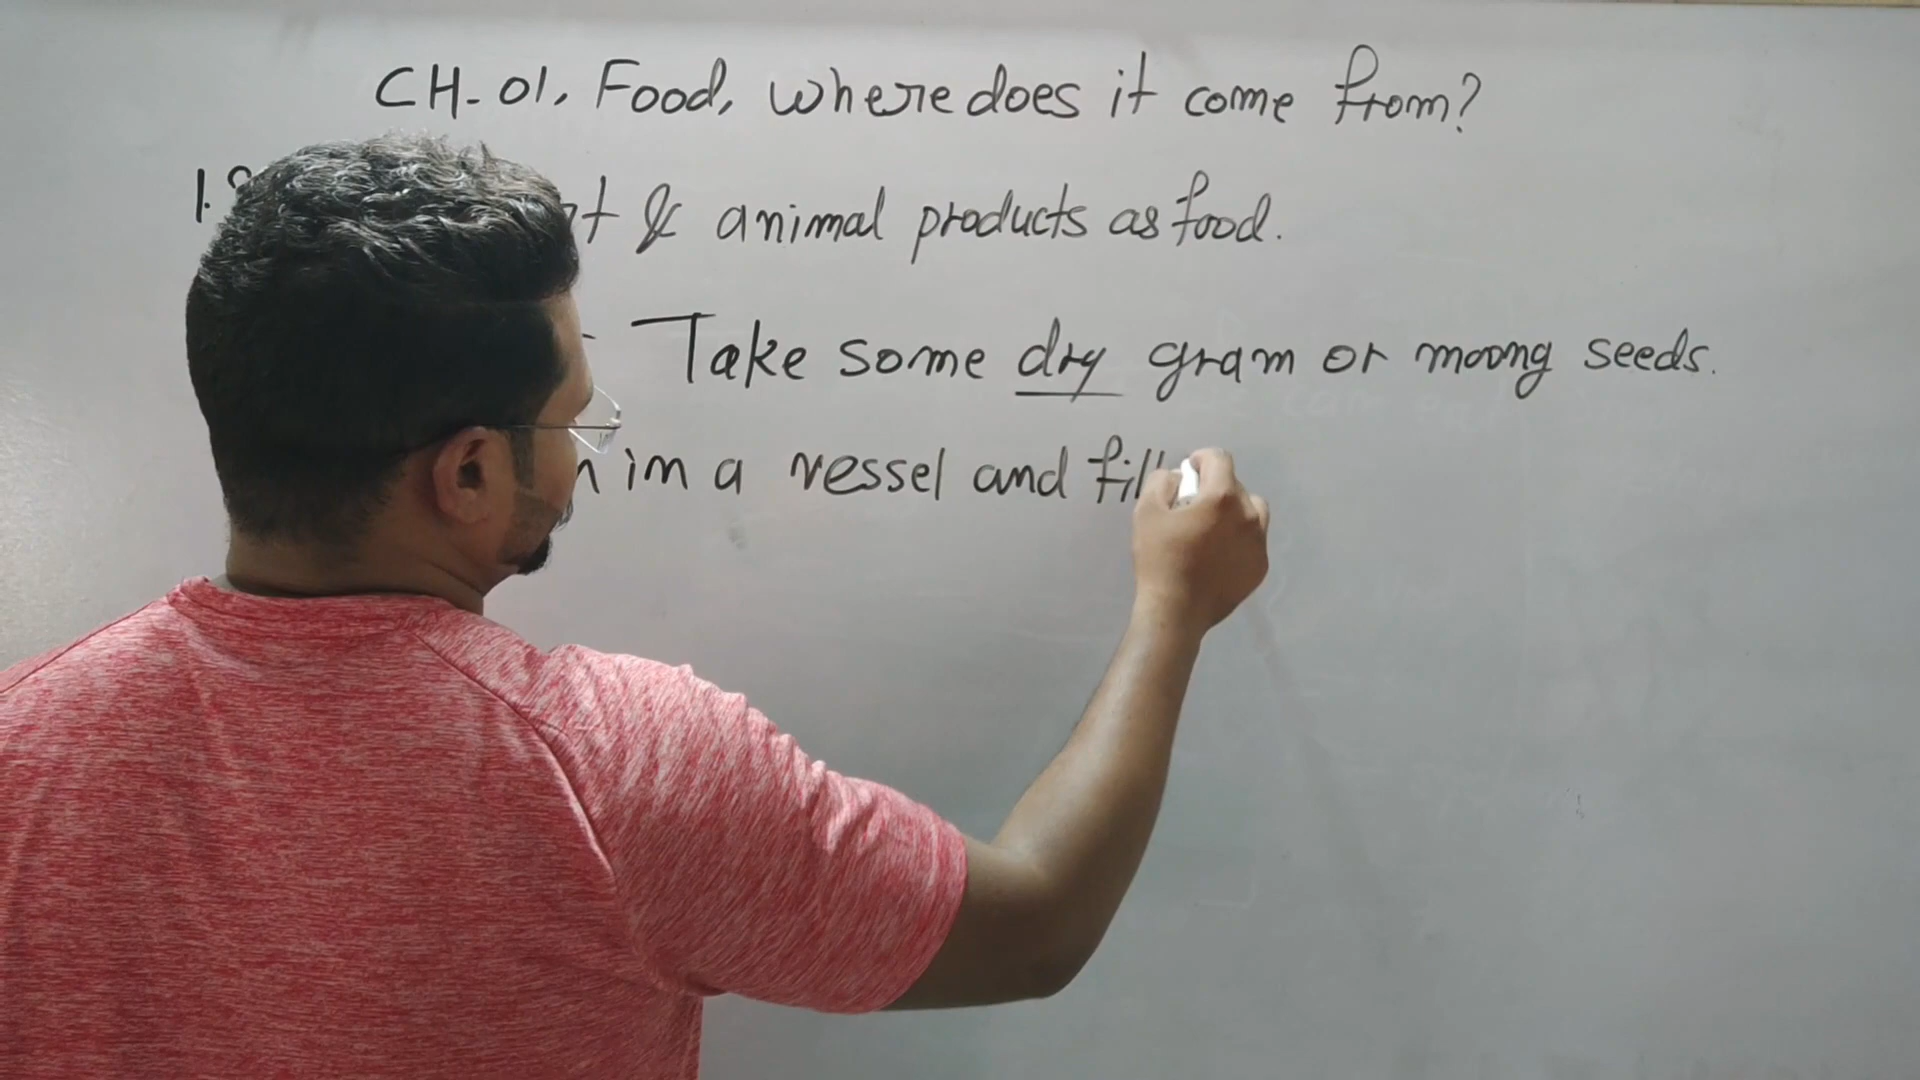 CH-01, Food, where does it come from?
1. & animal products as food.
Take some dry gram or moong seeds.
in a vessel and fill